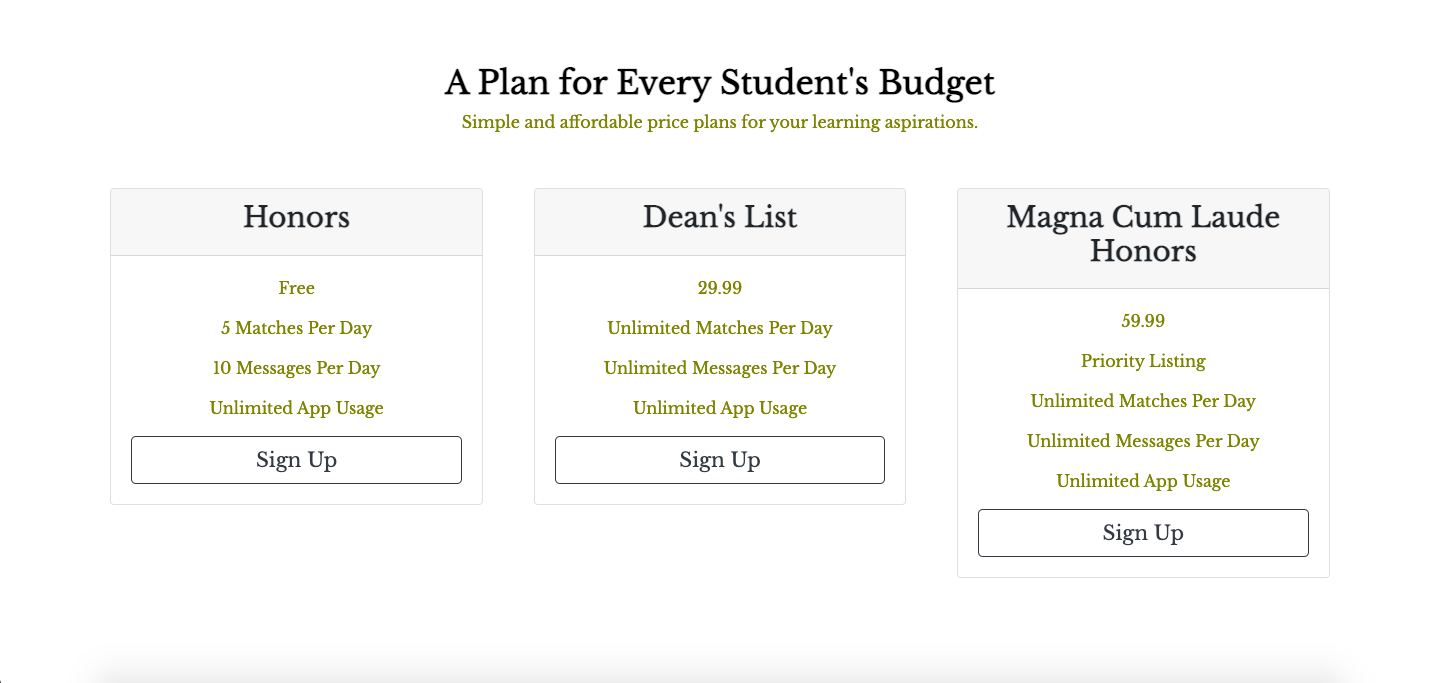 A Plan for Every Student's Budget
Simple and affordable price plans for your learning aspirations.
Honors
Free
5 Matches Per Day
10 Messages Per Day
Unlimited App Usage
Sign Up
Dean's List
29.99
Unlimited Matches Per Day
Unlimited Messages Per Day
Unlimited App Usage
Sign Up
Magna Cum Laude
Honors
59.99
Priority Listing
Unlimited Matches Per Day
Unlimited Messages Per Day
Unlimited App Usage
Sign Up